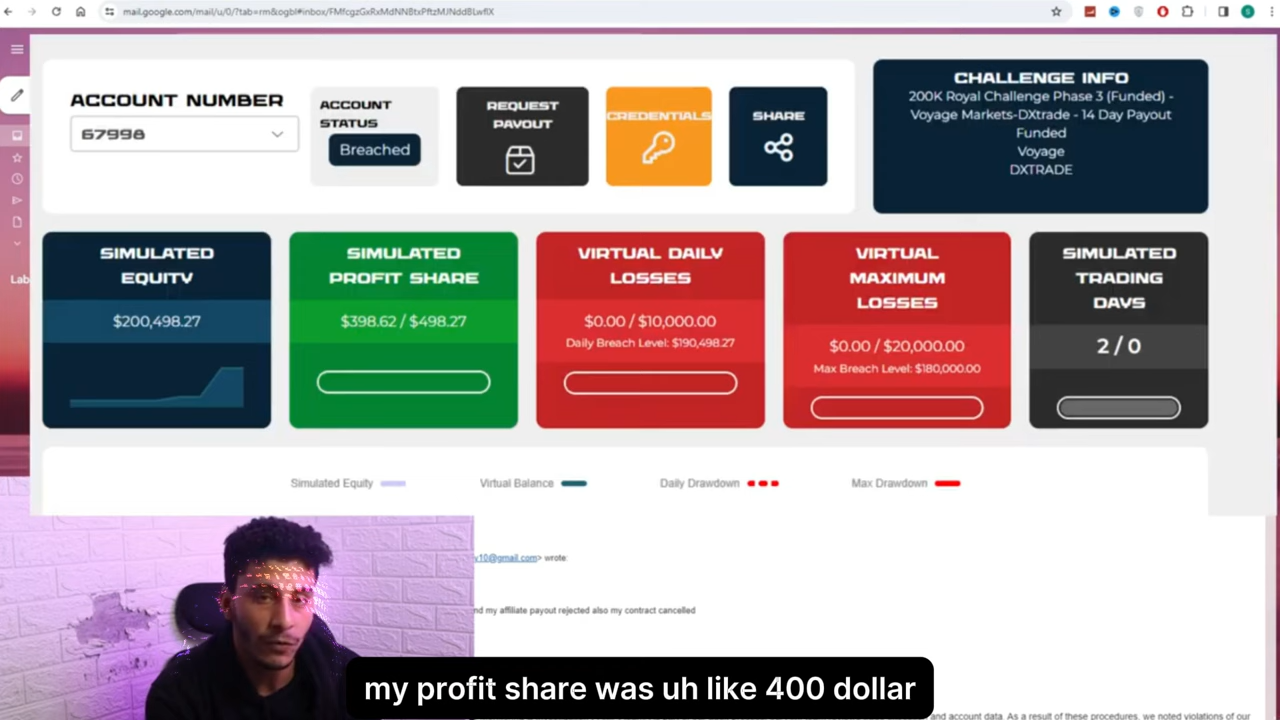 mail.google.com/mail/u/0/?tab=rm&ogbl#inbox/FMfcgzGxRxMdNNBtxPftzMJNddBLwflX
ACCOUNT NUMBER
67998
ACCOUNT
STATUS
Breached
REQUEST
PAYOUT
CREDENTIALS
SHARE
CHALLENGE INFO
200K Royal Challenge Phase 3 (Funded) -
Voyage Markets-DXtrade - 14 Day Payout
Funded
Voyage
DXTRADE
SIMULATED
EQUITY
$200,498.27
SIMULATED
PROFIT SHARE
$398.62 / $498.27
VIRTUAL DAILY
LOSSES
$0.00 / $10,000.00
Daily Breach Level: $190,498.27
VIRTUAL
MAXIMUM
LOSSES
$0.00 / $20,000.00
Max Breach Level: $180,000.00
SIMULATED
TRADING
DAYS
2 / 0
Lab
Simulated Equity
Virtual Balance
Daily Drawdown
Max Drawdown
y10@gmail.com> wrote:
nd my affiliate payout rejected also my contract cancelled
my profit share was uh like 400 dollar
and account data. As a result of these procedures, we noted violations of our